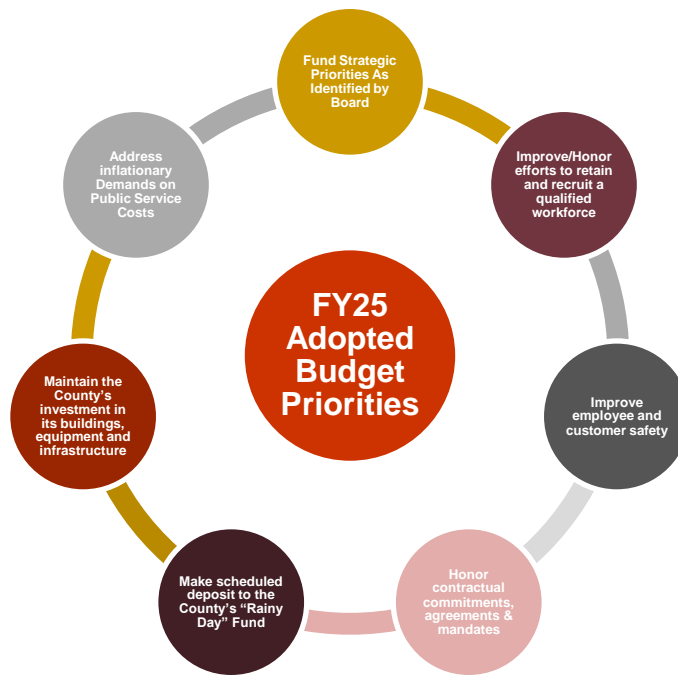 Fund Strategic
Priorities As
Identified by
Board
Improve/Honor
efforts to retain
and recruit a
qualified
workforce
Improve
employee and
customer safety
Honor
contractual
commitments,
agreements &
mandates
Make scheduled
deposit to the
County's “Rainy
Day” Fund
Maintain the
County's
investment in
its buildings,
equipment and
infrastructure
Address
inflationary
Demands on
Public Service
Costs
FY25
Adopted
Budget
Priorities